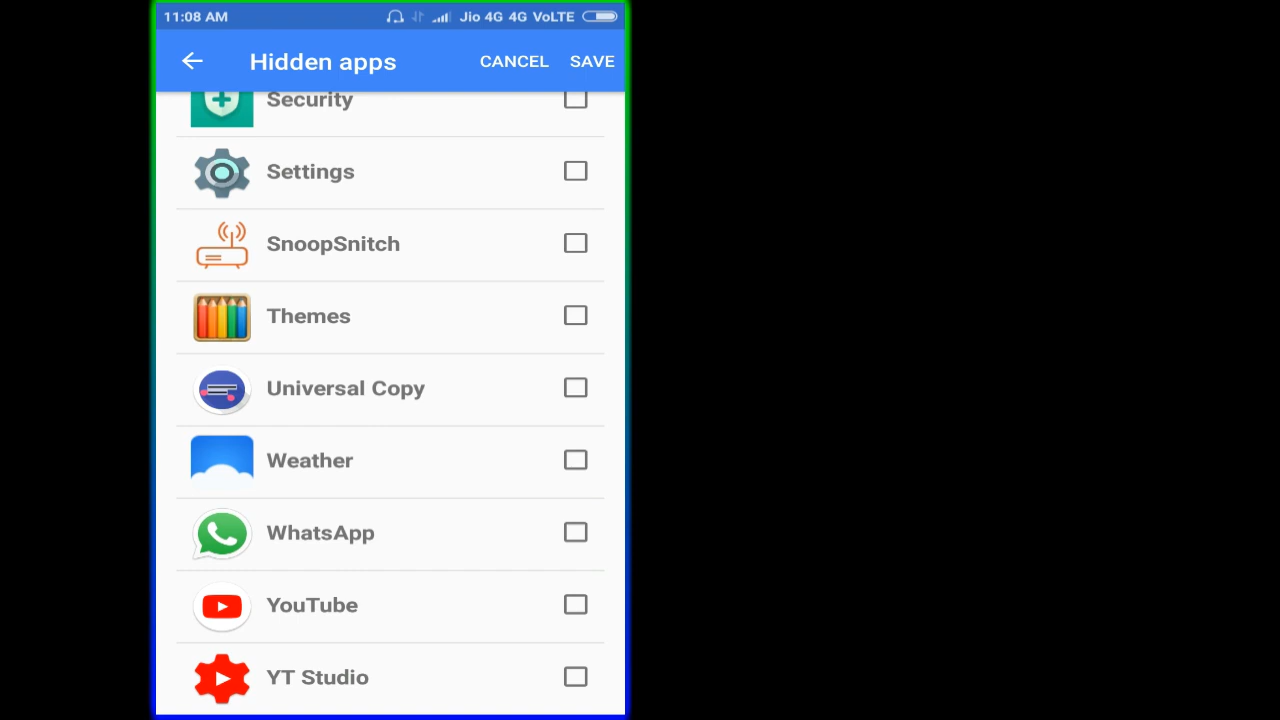 11:08 AM Jio 4G 4G VoLTE
Hidden apps CANCEL SAVE
Security
Settings
SnoopSnitch
Themes
Universal Copy
Weather
WhatsApp
YouTube
YT Studio